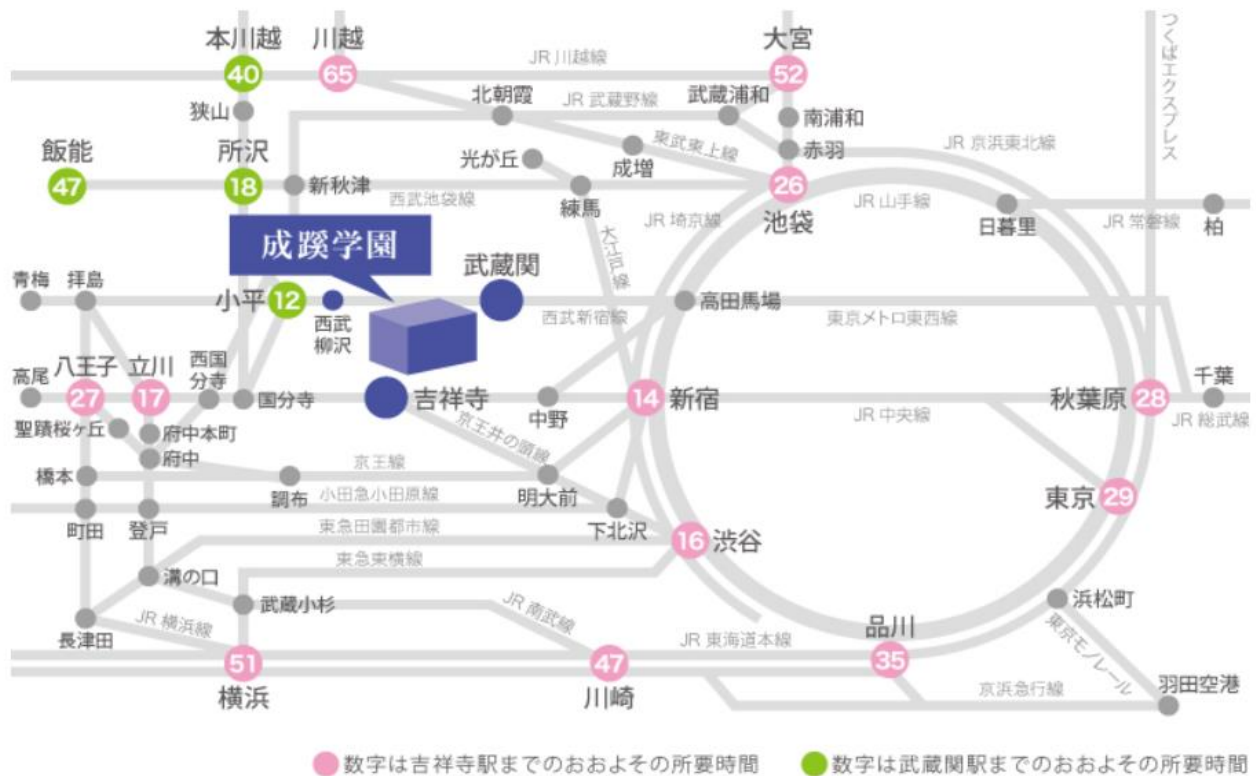 本川越
川越
大宮
つくばエクスプレス
40
65
JR 川越線
52
狭山
北朝霞
JR 武蔵野線
武蔵浦和
南浦和
飯能
所沢
光が丘
成増
東武東上線
赤羽
JR 京浜東北線
47
18
新秋津
西武池袋線
練馬
26
池袋
JR 埼京線
JR 山手線
日暮里
JR 常磐線
柏
成蹊学園
大江戸線
武蔵関
青梅
拝島
小平
12
西武
柳沢
西武新宿線
高田馬場
東京メトロ東西線
八王子
立川
西国
分寺
高尾
27
17
国分寺
吉祥寺
中野
14
新宿
JR 中央線
秋葉原
28
千葉
JR 総武線
聖蹟桜ヶ丘
府中本町
京王井の頭線
府中
京王線
橋本
調布
小田急小田原線
明大前
東京
29
町田
登戸
東急田園都市線
下北沢
16
渋谷
東急東横線
溝の口
武蔵小杉
JR 南武線
浜松町
長津田
JR 横浜線
JR 東海道本線
品川
東京モノレール
51
47
35
横浜
川崎
京浜急行線
羽田空港
数字は吉祥寺駅までのおおよその所要時間
数字は武蔵関駅までのおおよその所要時間